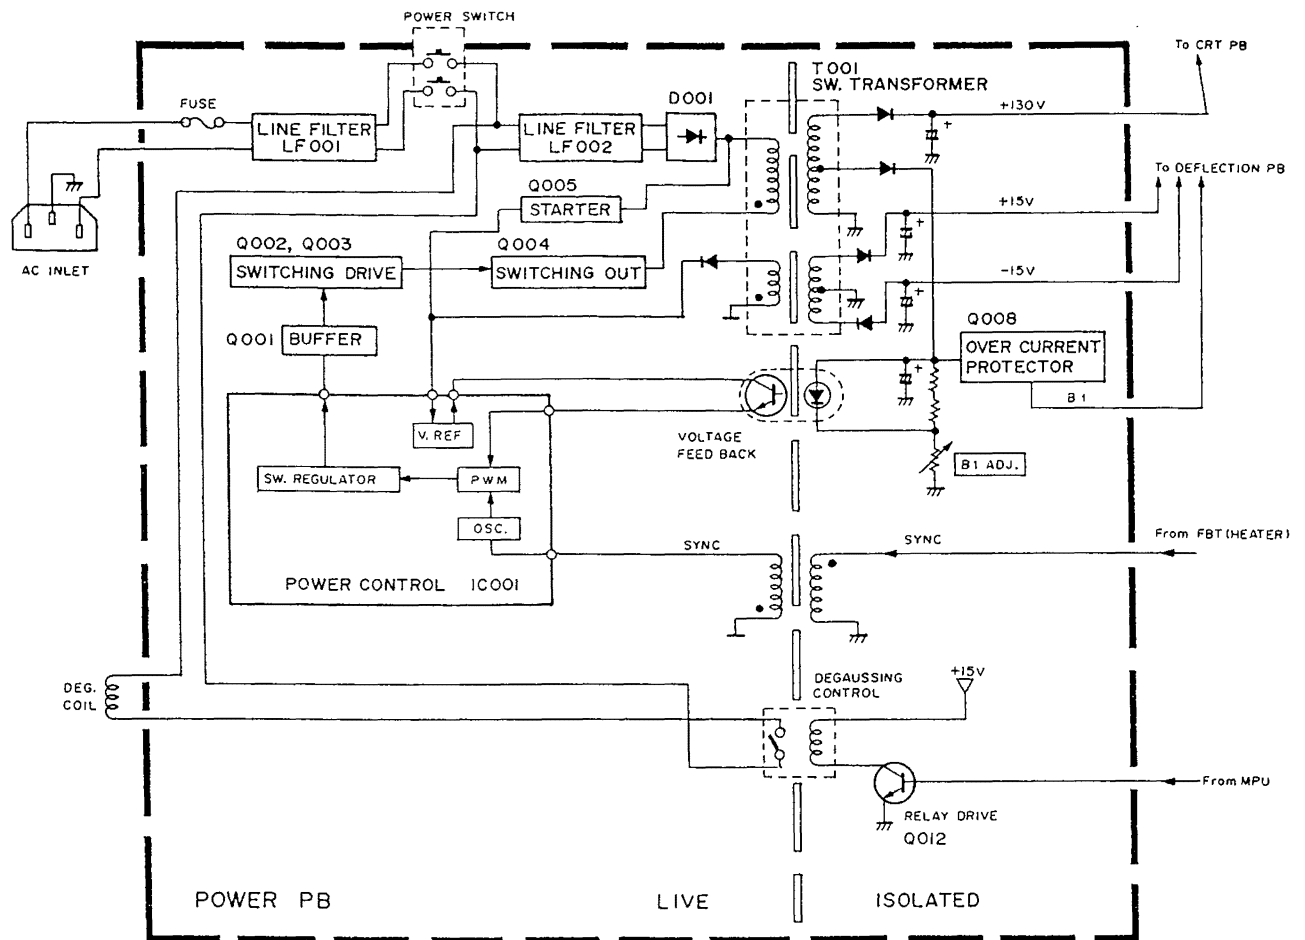 POWER SWITCH
To CRT PB
T001
SW. TRANSFORMER
FUSE
D001
+130V
+
LINE FILTER
LF001
LINE FILTER
LF002
To DEFLECTION PB
Q005
STARTER
+15V
+
AC INLET
Q002, Q003
SWITCHING DRIVE
Q004
SWITCHING OUT
-15V
+
Q001
BUFFER
Q008
OVER CURRENT
PROTECTOR
+
B1
V. REF
VOLTAGE
FEED BACK
B1 ADJ.
SW. REGULATOR
PWM
OSC.
SYNC
SYNC
From FBT (HEATER)
POWER CONTROL IC001
DEG.
COIL
DEGAUSSING
CONTROL
+15V
From MPU
RELAY DRIVE
Q012
POWER PB
LIVE
ISOLATED